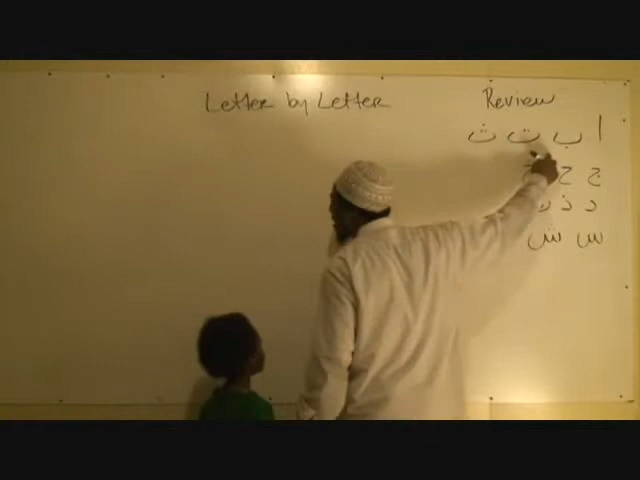 Letter by Letter
Review
ا ب ت ث
ج ح
د ذ
س ش